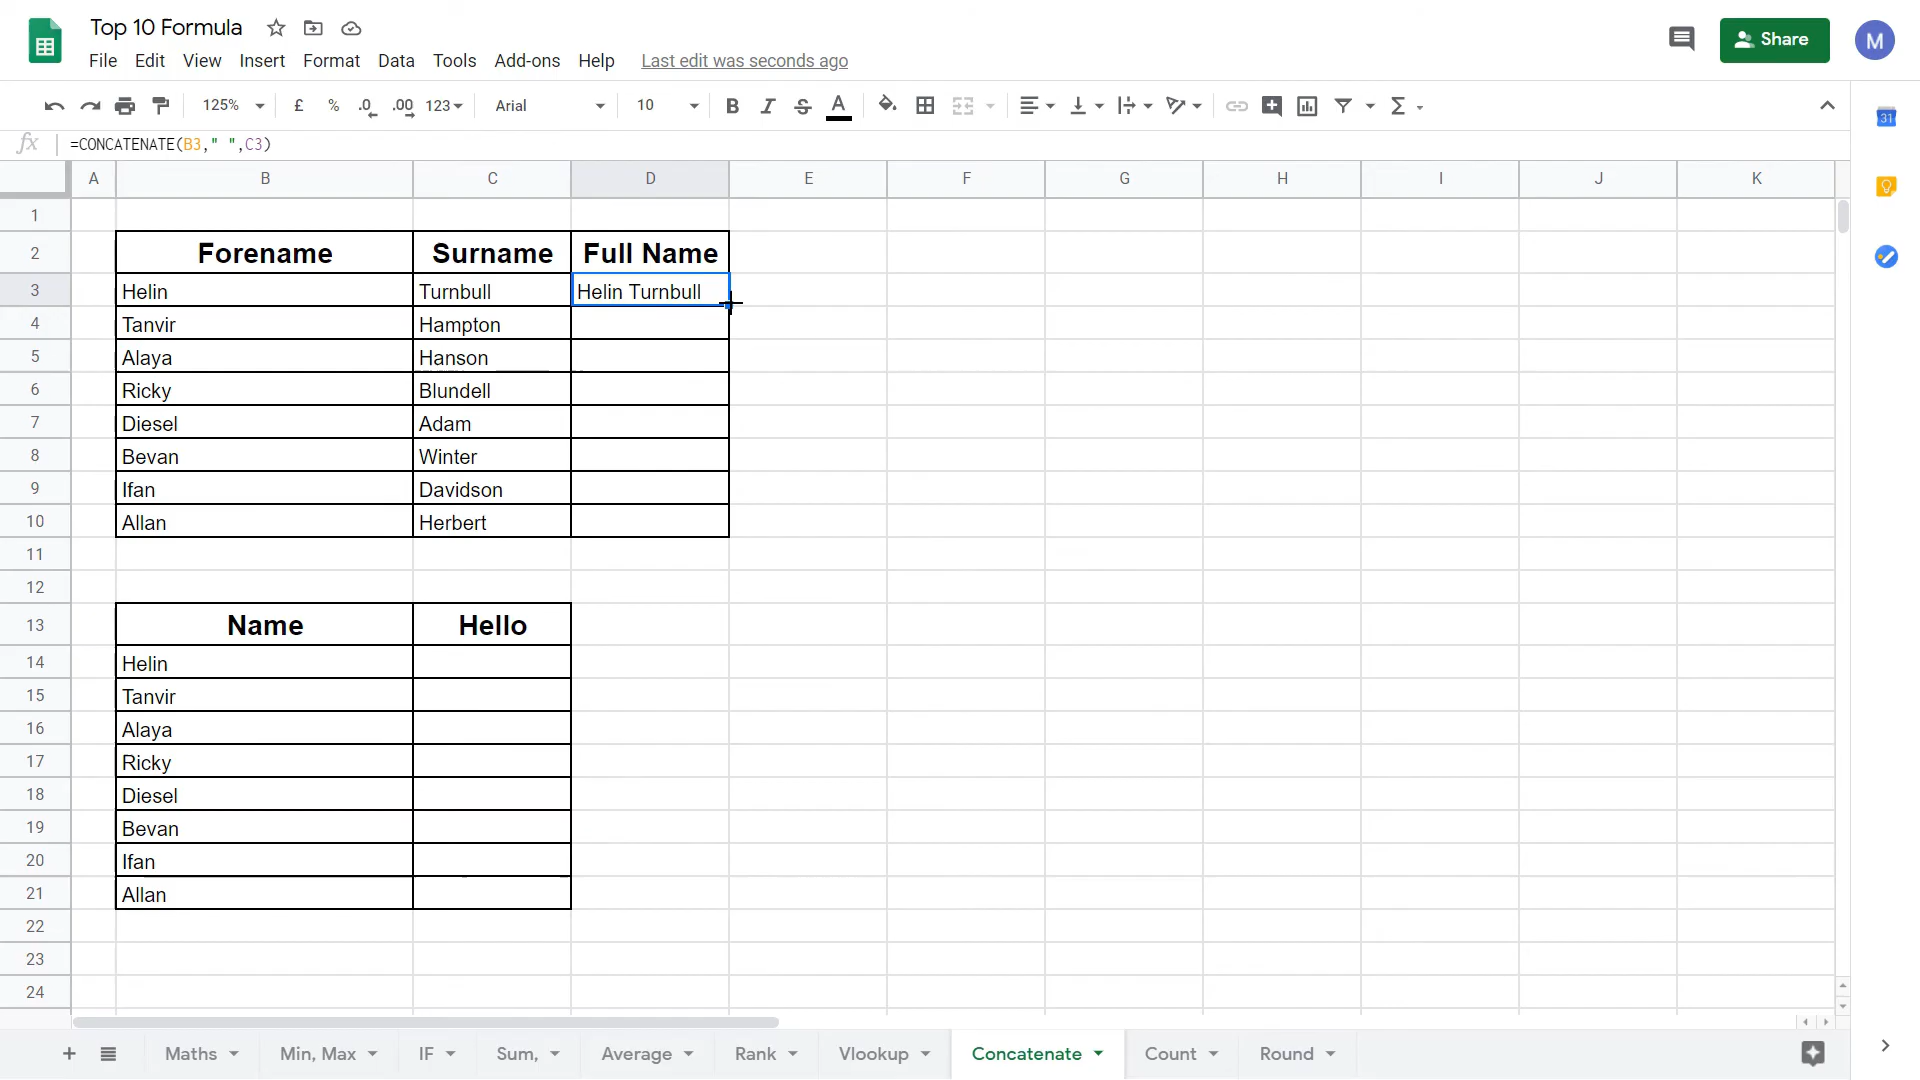 Top 10 Formula
File Edit View Insert Format Data Tools Add-ons Help Last edit was seconds ago
Share M
125% £ % .0 .00 123 Arial 10 B I S A Σ
31
fx =CONCATENATE(B3," ",C3)
A B C D E F G H I J K
1
2 Forename Surname Full Name
3 Helin Turnbull Helin Turnbull
4 Tanvir Hampton
5 Alaya Hanson
6 Ricky Blundell
7 Diesel Adam
8 Bevan Winter
9 Ifan Davidson
10 Allan Herbert
11
12
13 Name Hello
14 Helin
15 Tanvir
16 Alaya
17 Ricky
18 Diesel
19 Bevan
20 Ifan
21 Allan
22
23
24
Maths Min, Max IF Sum, Average Rank Vlookup Concatenate Count Round